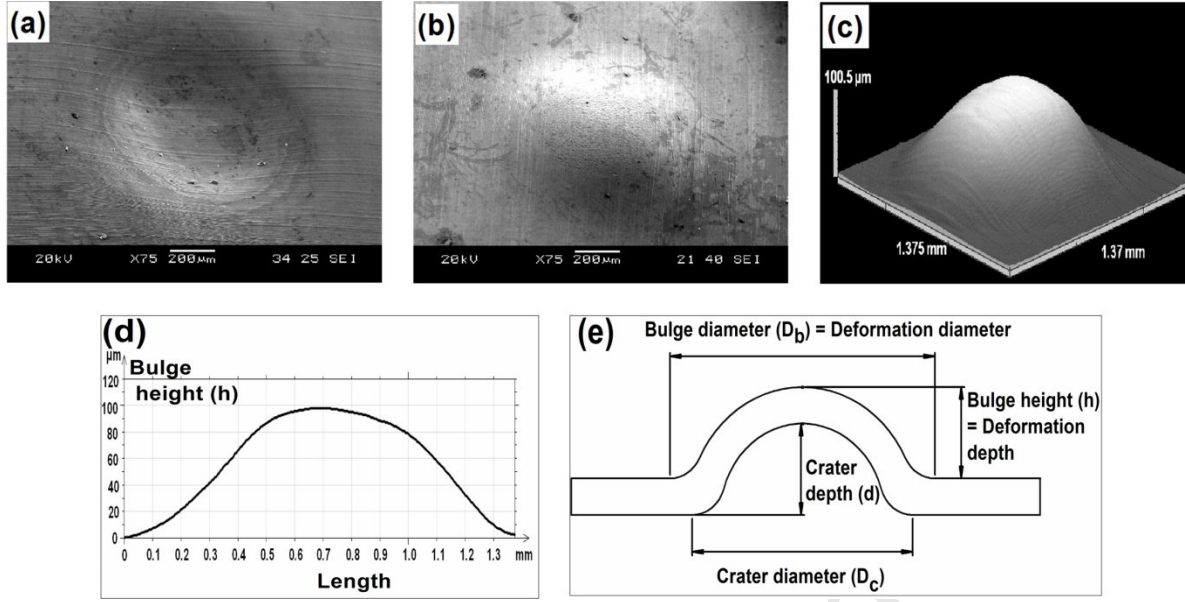 (a)
20kV X75 200µm 34 25 SEI
(b)
20kV X75 200µm 21 40 SEI
(c)
100.5 µm
1.375 mm
1.37 mm
(d)
µm
Bulge
height (h)
120
100
80
60
40
20
0
0 0.1 0.2 0.3 0.4 0.5 0.6 0.7 0.8 0.9 1.0 1.1 1.2 1.3 mm
Length
(e)
Bulge diameter (D_b) = Deformation diameter
Bulge height (h)
= Deformation
depth
Crater
depth (d)
Crater diameter (D_c)